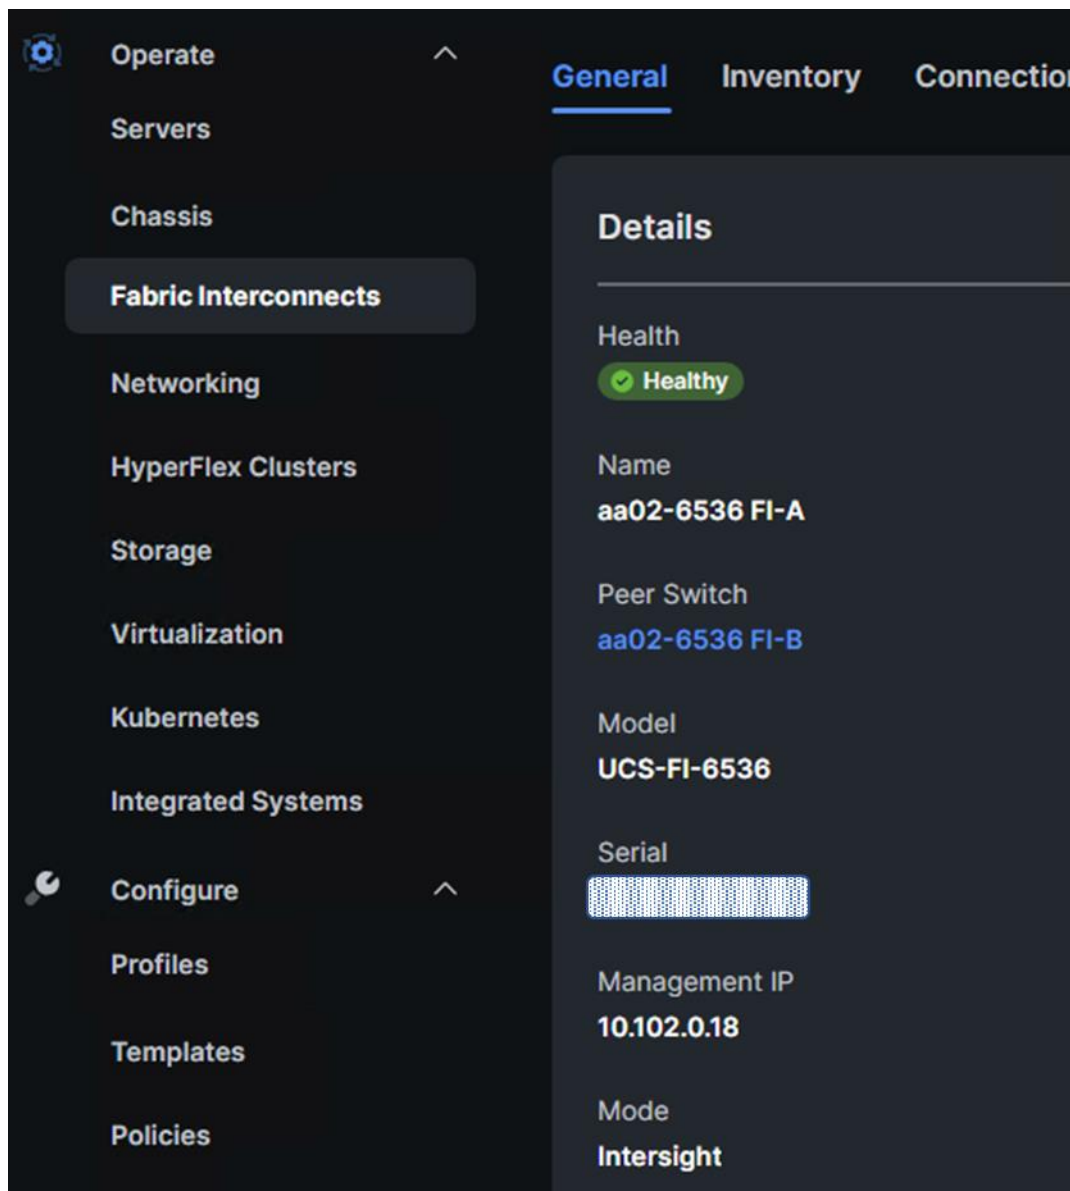 Operate
Servers
Chassis
Fabric Interconnects
Networking
HyperFlex Clusters
Storage
Virtualization
Kubernetes
Integrated Systems
Configure
Profiles
Templates
Policies
General Inventory Connection
Details
Health
Healthy
Name
aa02-6536 FI-A
Peer Switch
aa02-6536 FI-B
Model
UCS-FI-6536
Serial
Management IP
10.102.0.18
Mode
Intersight